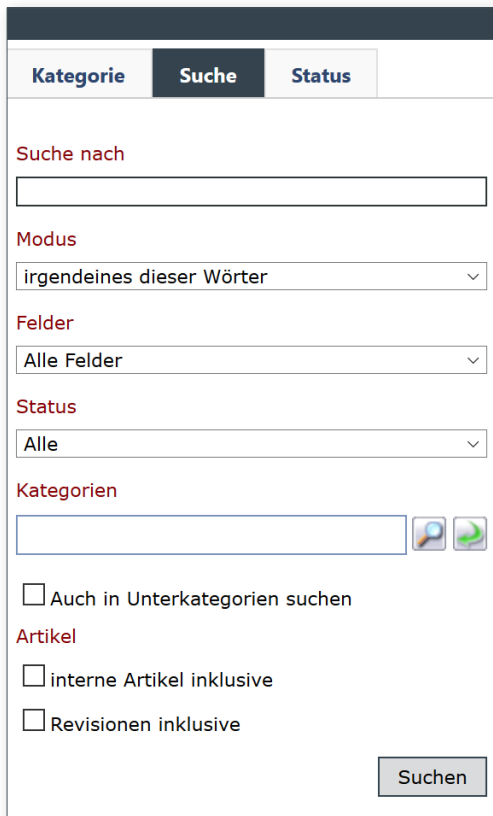 Kategorie Suche Status
Suche nach
Modus
irgendeines dieser Wörter
Felder
Alle Felder
Status
Alle
Kategorien
Auch in Unterkategorien suchen
Artikel
interne Artikel inklusive
Revisionen inklusive
Suchen